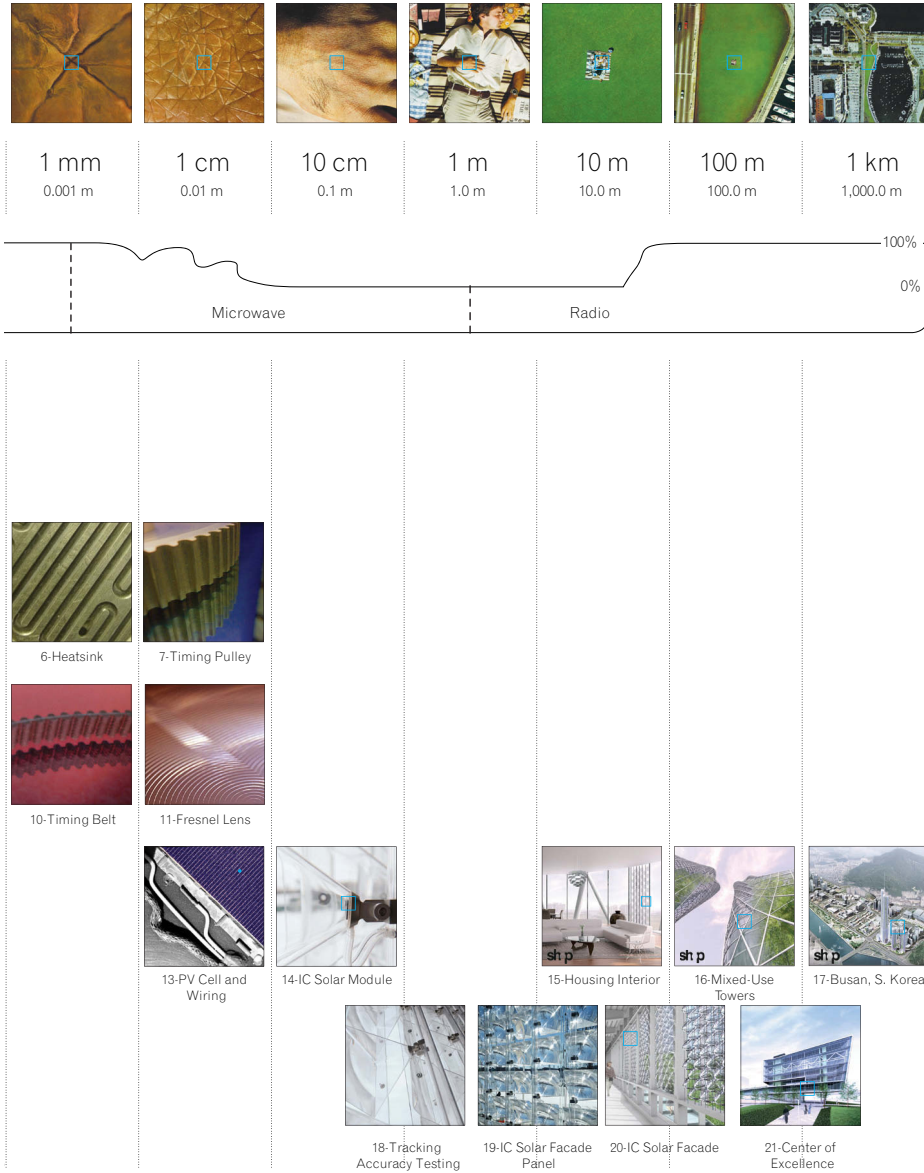 1 mm
1 cm
10 cm
1 m
10 m
100 m
1 km
0.001 m
0.01 m
0.1 m
1.0 m
10.0 m
100.0 m
1,000.0 m
100%
0%
Microwave
Radio
6-Heatsink
7-Timing Pulley
10-Timing Belt
11-Fresnel Lens
13-PV Cell and
Wiring
14-IC Solar Module
15-Housing Interior
16-Mixed-Use
Towers
17-Busan, S. Korea
18-Tracking
Accuracy Testing
19-IC Solar Facade
Panel
20-IC Solar Facade
21-Center of
Excellence